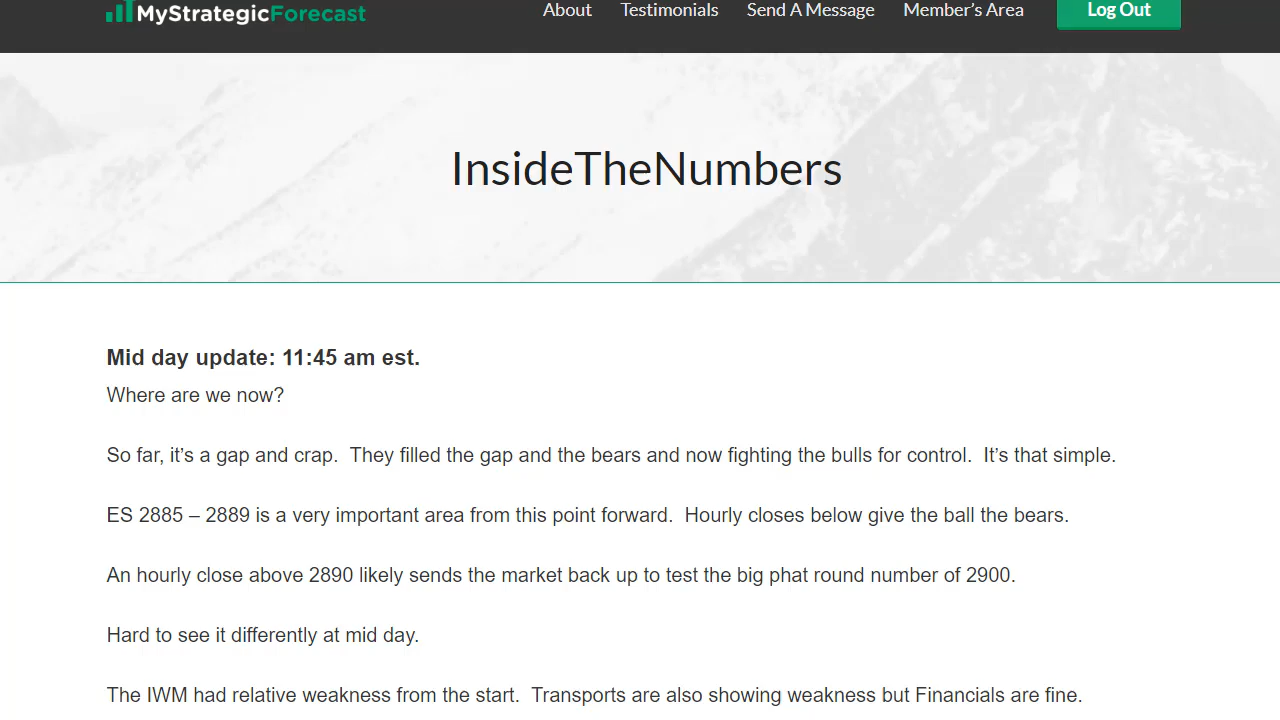 MyStrategicForecast About Testimonials Send A Message Member's Area Log Out
InsideTheNumbers
Mid day update: 11:45 am est.
Where are we now?
So far, it's a gap and crap.  They filled the gap and the bears and now fighting the bulls for control.  It's that simple.
ES 2885 – 2889 is a very important area from this point forward.  Hourly closes below give the ball the bears.
An hourly close above 2890 likely sends the market back up to test the big phat round number of 2900.
Hard to see it differently at mid day.
The IWM had relative weakness from the start.  Transports are also showing weakness but Financials are fine.